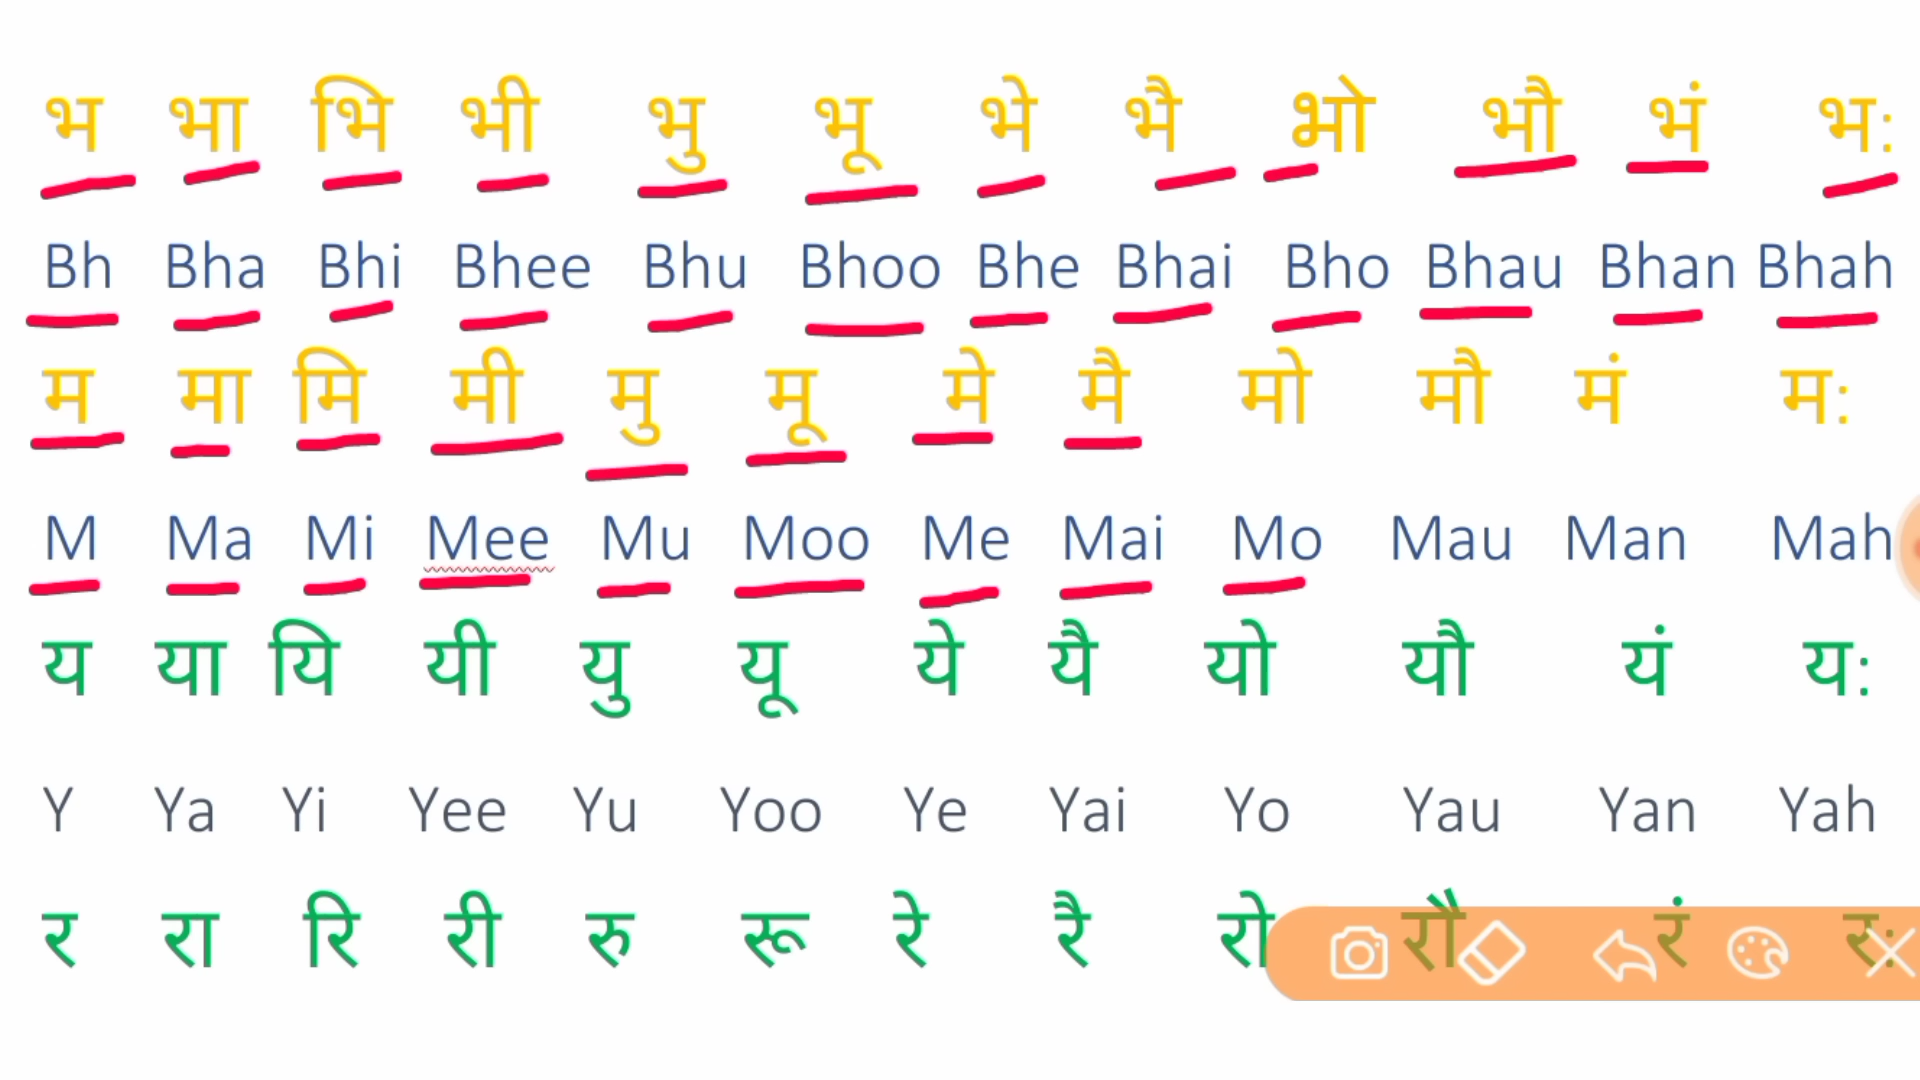 भ भा भि भी भु भू भे भै भो भौ भं भ:
Bh Bha Bhi Bhee Bhu Bhoo Bhe Bhai Bho Bhau Bhan Bhah
म मा मि मी मु मू मे मै मो मौ मं म:
M Ma Mi Mee Mu Moo Me Mai Mo Mau Man Mah
य या यि यी यु यू ये यै यो यौ यं य:
Y Ya Yi Yee Yu Yoo Ye Yai Yo Yau Yan Yah
र रा रि री रु रू रे रै रो रौ रं र: